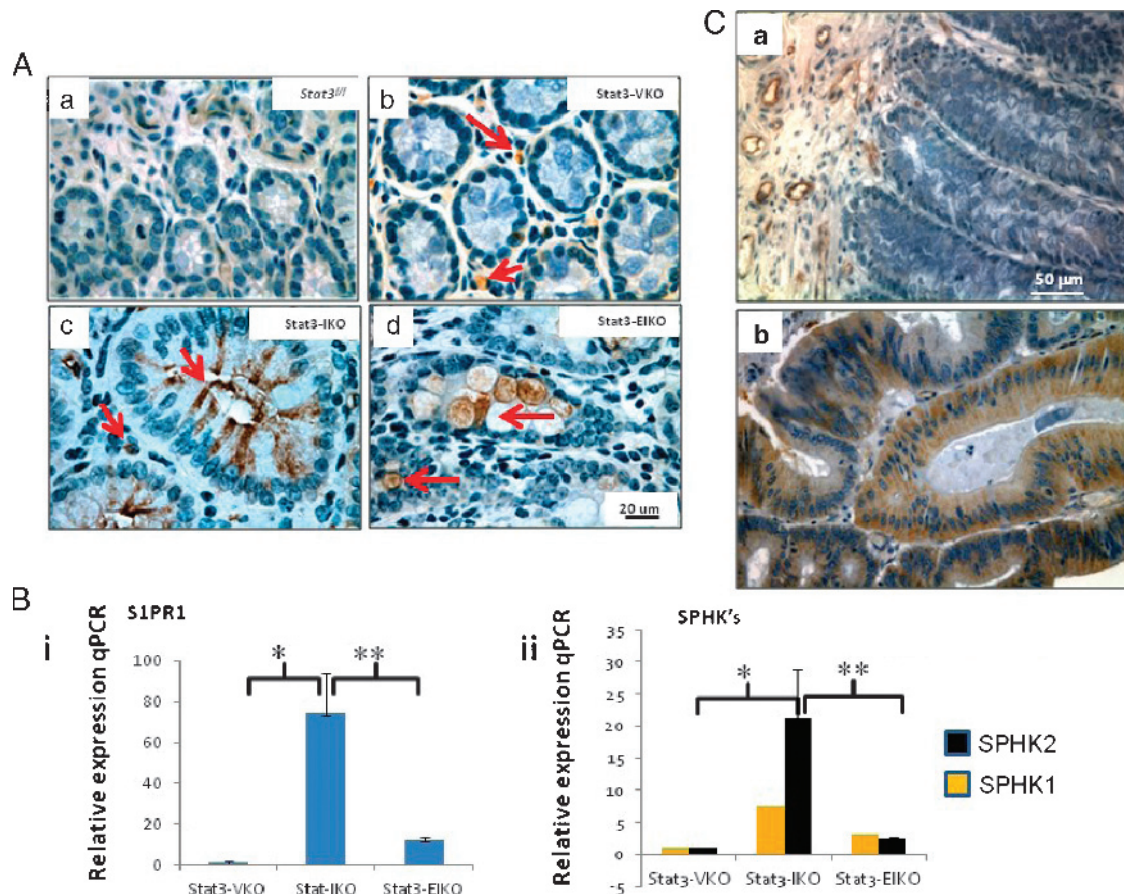 A
a
Stat3f/f
b
Stat3-VKO
c
Stat3-IKO
d
Stat3-EIKO
20 um
C
a
50 µm
b
B
i
S1PR1
Relative expression qPCR
100
80
60
40
20
0
*
**
Stat3-VKO
Stat-IKO
Stat3-EIKO
ii
SPHK's
Relative expression qPCR
35
30
25
20
15
10
5
0
-5
*
**
Stat3-VKO
Stat3-IKO
Stat3-EIKO
SPHK2
SPHK1